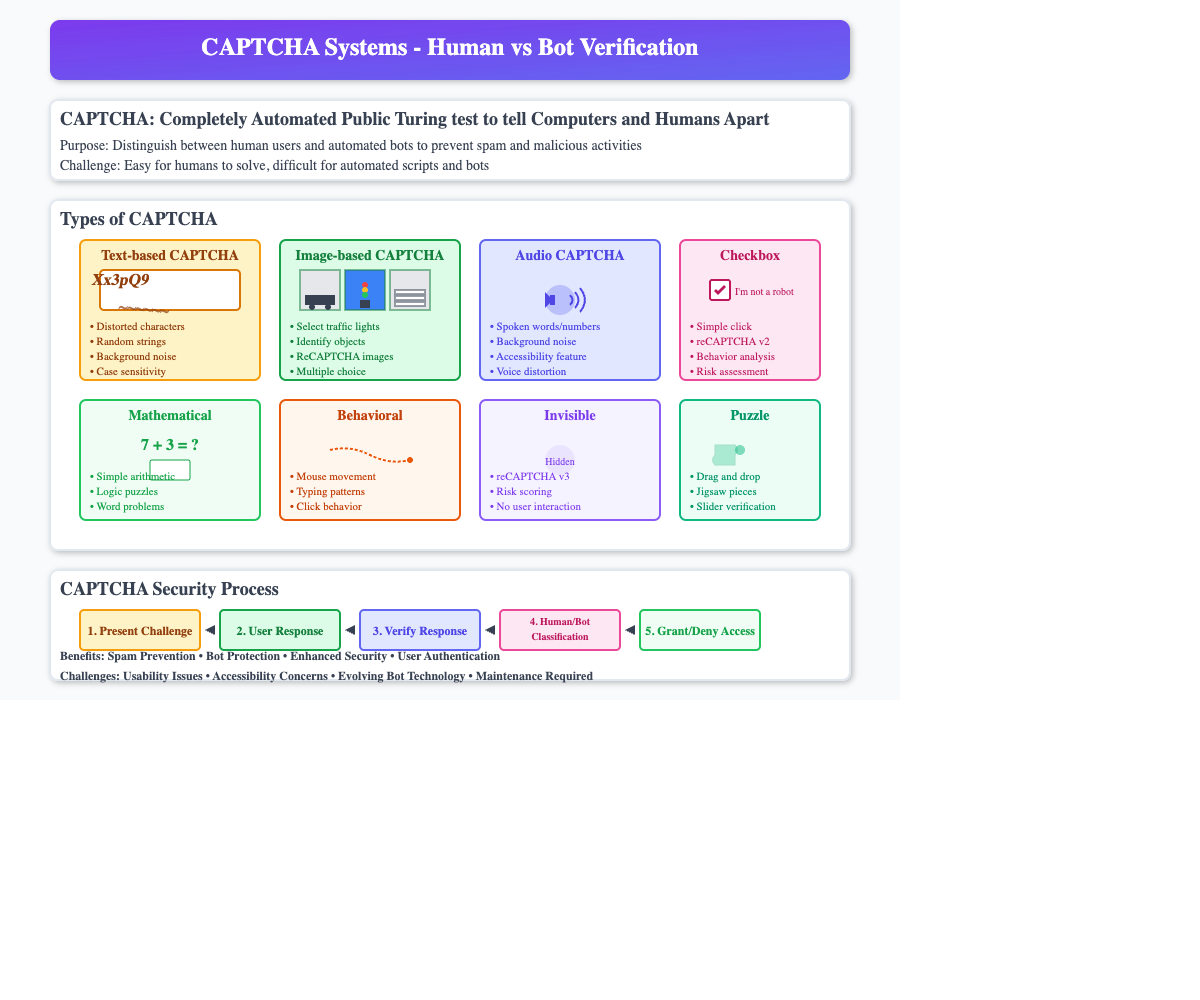 CAPTCHA Systems - Human vs Bot Verification
CAPTCHA: Completely Automated Public Turing test to tell Computers and Humans Apart
Purpose: Distinguish between human users and automated bots to prevent spam and malicious activities
Challenge: Easy for humans to solve, difficult for automated scripts and bots
Types of CAPTCHA
Text-based CAPTCHA
Xx3pQ9
• Distorted characters
• Random strings
• Background noise
• Case sensitivity
Image-based CAPTCHA
• Select traffic lights
• Identify objects
• ReCAPTCHA images
• Multiple choice
Audio CAPTCHA
• Spoken words/numbers
• Background noise
• Accessibility feature
• Voice distortion
Checkbox
I'm not a robot
• Simple click
• reCAPTCHA v2
• Behavior analysis
• Risk assessment
Mathematical
7 + 3 = ?
• Simple arithmetic
• Logic puzzles
• Word problems
Behavioral
• Mouse movement
• Typing patterns
• Click behavior
Invisible
Hidden
• reCAPTCHA v3
• Risk scoring
• No user interaction
Puzzle
• Drag and drop
• Jigsaw pieces
• Slider verification
CAPTCHA Security Process
1. Present Challenge
2. User Response
3. Verify Response
4. Human/Bot
Classification
5. Grant/Deny Access
Benefits: Spam Prevention • Bot Protection • Enhanced Security • User Authentication
Challenges: Usability Issues • Accessibility Concerns • Evolving Bot Technology • Maintenance Required